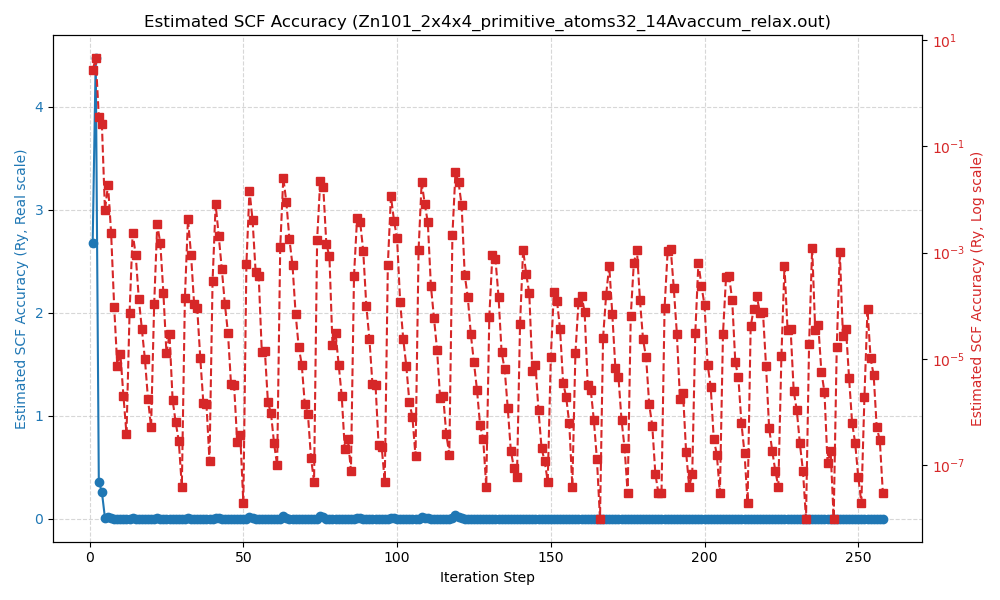 Estimated SCF Accuracy (Zn101_2x4x4_primitive_atoms32_14Avaccum_relax.out)
Estimated SCF Accuracy (Ry, Real scale)
4
3
2
1
0
10^1
10^-1
10^-3
10^-5
10^-7
Estimated SCF Accuracy (Ry, Log scale)
0 50 100 150 200 250
Iteration Step